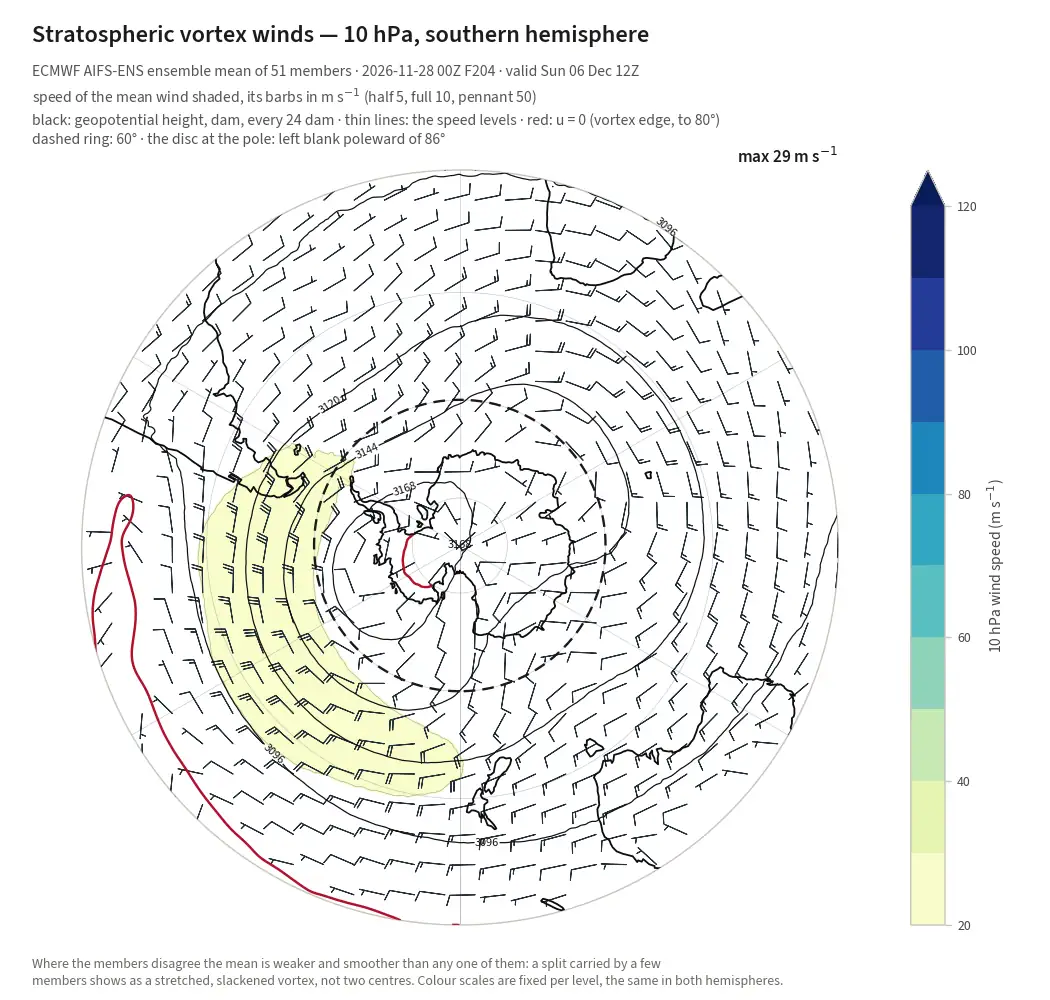 Stratospheric vortex winds — 10 hPa, southern hemisphere
ECMWF AIFS-ENS ensemble mean of 51 members · 2026-11-28 00Z F204 · valid Sun 06 Dec 12Z
speed of the mean wind shaded, its barbs in m s⁻¹ (half 5, full 10, pennant 50)
black: geopotential height, dam, every 24 dam · thin lines: the speed levels · red: u = 0 (vortex edge, to 80°)
dashed ring: 60° · the disc at the pole: left blank poleward of 86°
max 29 m s⁻¹
3096
3120
3144
3168
3168
3096
3096
120
100
80
60
40
20
10 hPa wind speed (m s⁻¹)
Where the members disagree the mean is weaker and smoother than any one of them: a split carried by a few
members shows as a stretched, slackened vortex, not two centres. Colour scales are fixed per level, the same in both hemispheres.